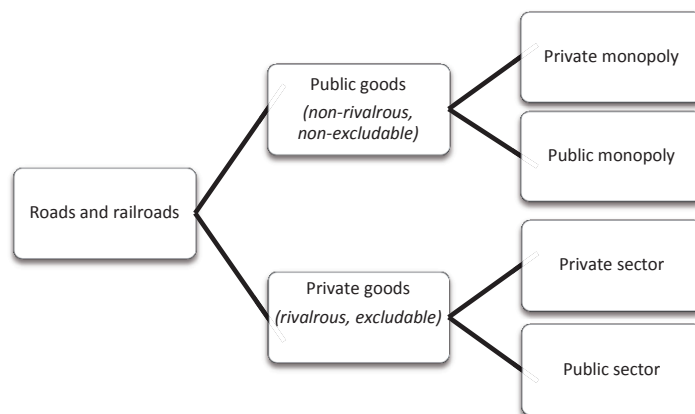 Roads and railroads
Public goods
(non-rivalrous,
non-excludable)
Private monopoly
Public monopoly
Private goods
(rivalrous, excludable)
Private sector
Public sector